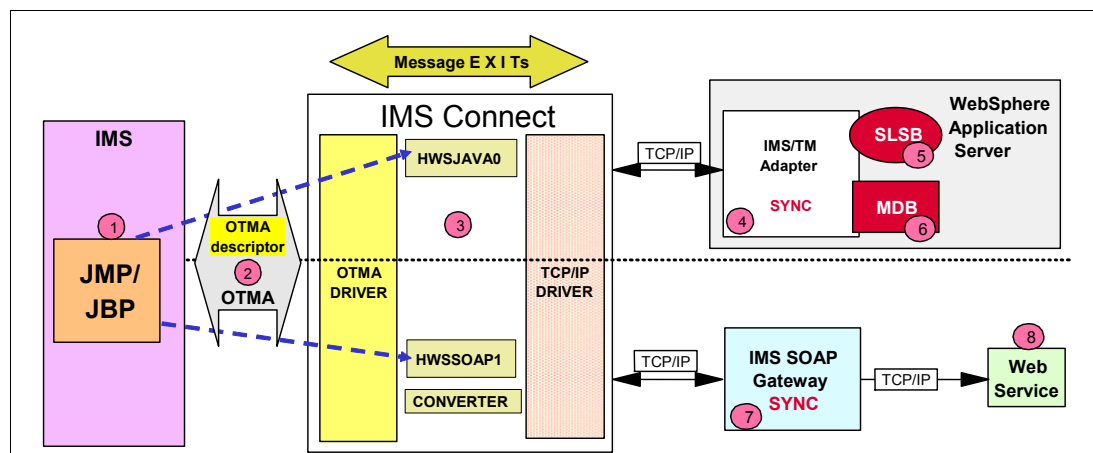 Message E X I Ts
IMS
1
JMP/
JBP
OTMA
descriptor
2
OTMA
IMS Connect
HWSJAVA0
3
OTMA
DRIVER
TCP/IP
DRIVER
HWSSOAP1
CONVERTER
TCP/IP
WebSphere
Application
Server
IMS/TM
Adapter
SYNC
4
SLSB
5
MDB
6
TCP/IP
IMS SOAP
Gateway
SYNC
7
TCP/IP
8
Web
Service